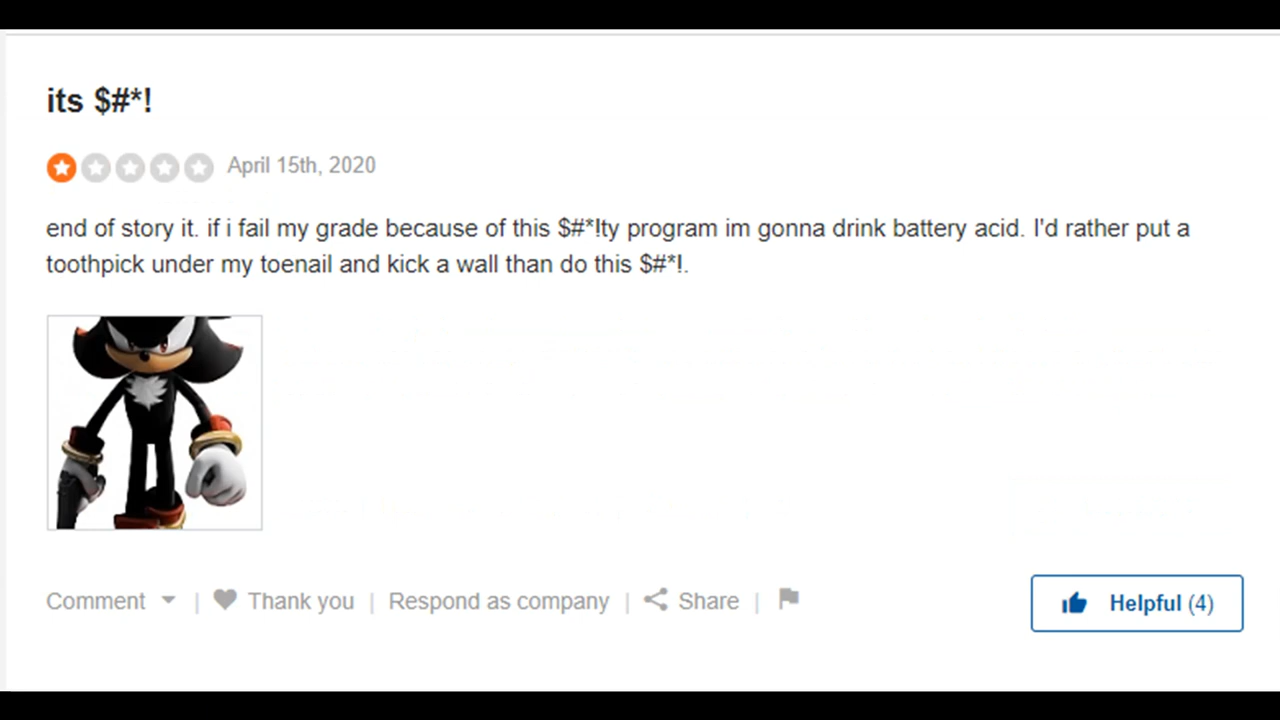 its $#*!
April 15th, 2020
end of story it. if i fail my grade because of this $#*!ty program im gonna drink battery acid. I'd rather put a
toothpick under my toenail and kick a wall than do this $#*!.
Comment | Thank you | Respond as company | Share | Helpful (4)